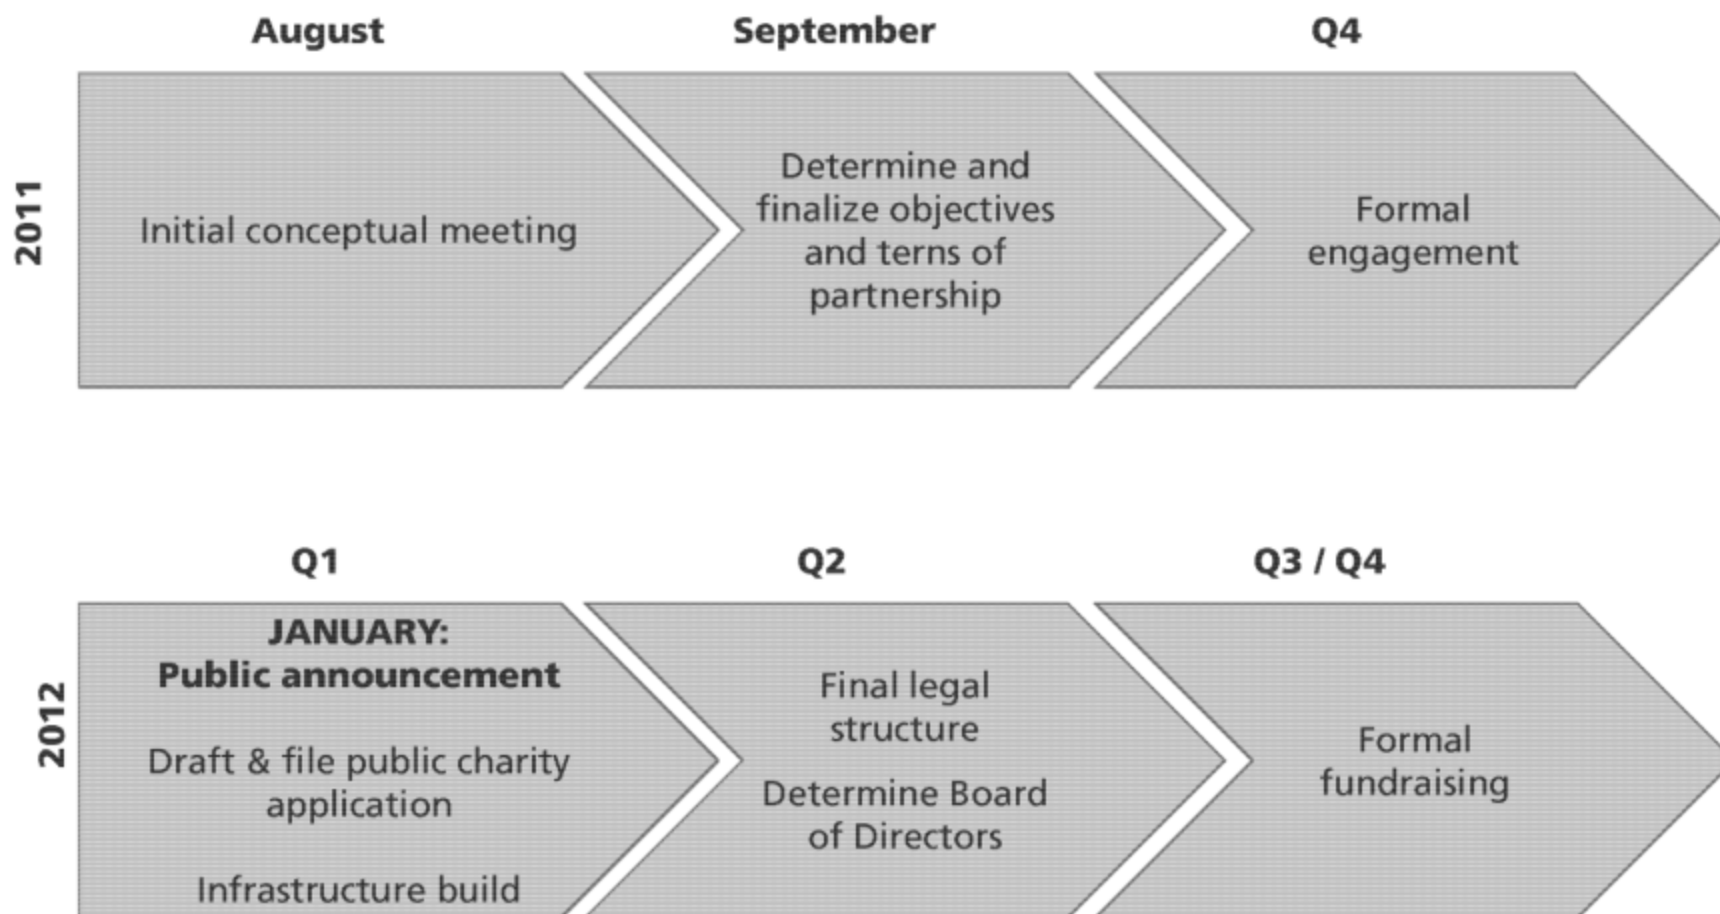 August
September
Q4
2011
Initial conceptual meeting
Determine and
finalize objectives
and terns of
partnership
Formal
engagement
Q1
Q2
Q3 / Q4
2012
JANUARY:
Public announcement
Draft & file public charity
application
Infrastructure build
Final legal
structure
Determine Board
of Directors
Formal
fundraising